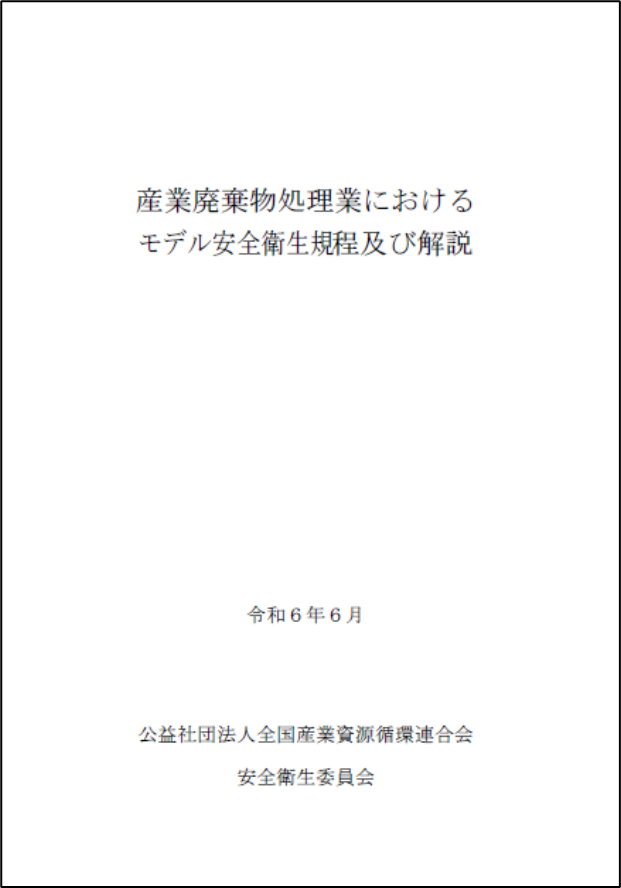 産業廃棄物処理業における
モデル安全衛生規程及び解説
令和６年６月
公益社団法人全国産業資源循環連合会
安全衛生委員会